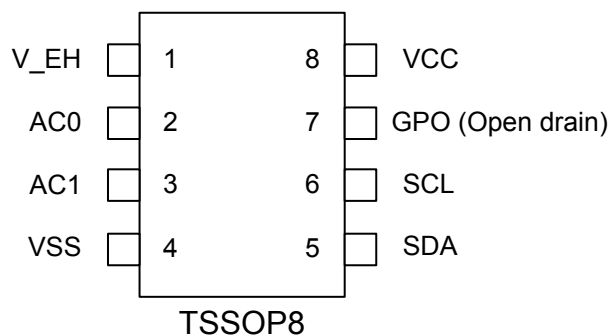 V_EH 1 8 VCC
AC0 2 7 GPO (Open drain)
AC1 3 6 SCL
VSS 4 5 SDA
TSSOP8